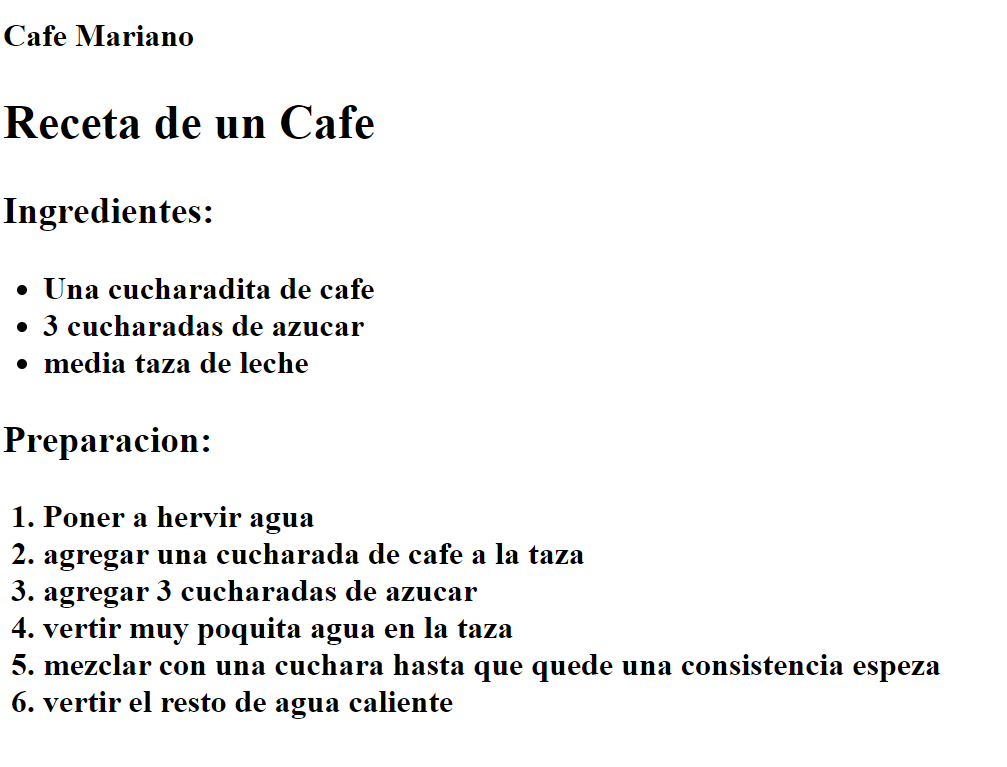 Cafe Mariano
Receta de un Cafe
Ingredientes:
• Una cucharadita de cafe
• 3 cucharadas de azucar
• media taza de leche
Preparacion:
1. Poner a hervir agua
2. agregar una cucharada de cafe a la taza
3. agregar 3 cucharadas de azucar
4. vertir muy poquita agua en la taza
5. mezclar con una cuchara hasta que quede una consistencia espeza
6. vertir el resto de agua caliente